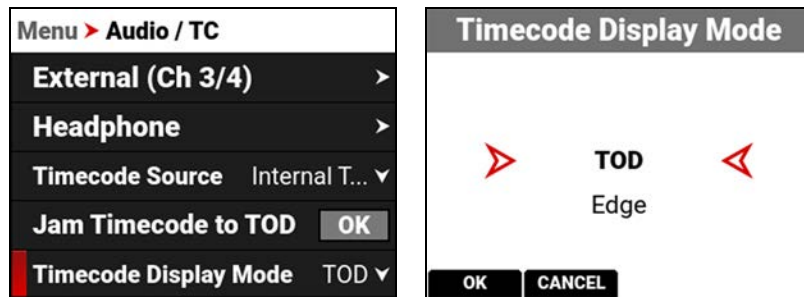 Menu > Audio / TC
External (Ch 3/4)
Headphone
Timecode Source Internal T...
Jam Timecode to TOD OK
Timecode Display Mode TOD
Timecode Display Mode
TOD
Edge
OK CANCEL